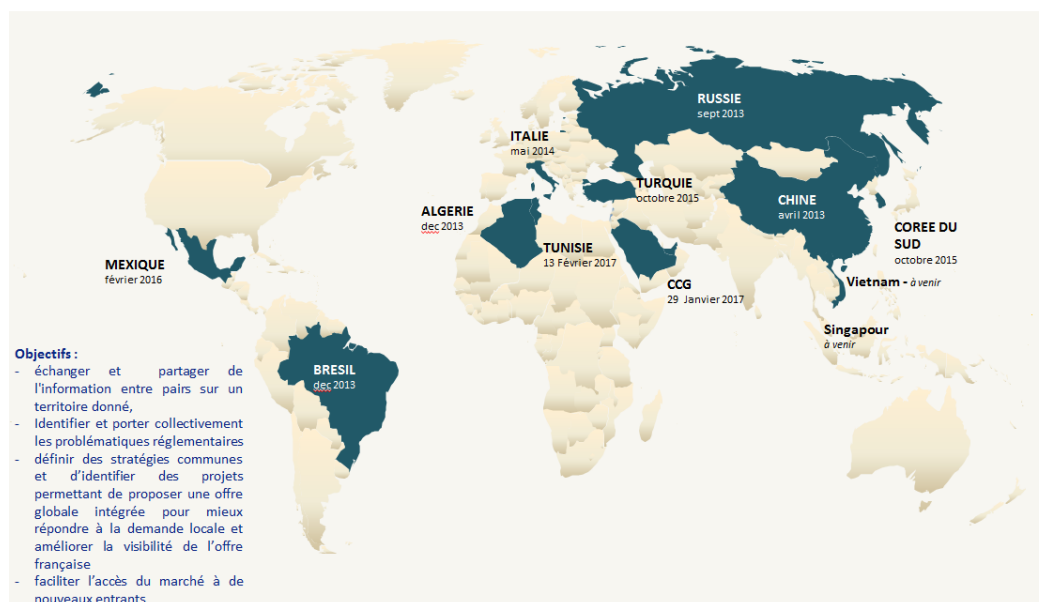 RUSSIE
sept 2013
ITALIE
mai 2014
TURQUIE
octobre 2015
CHINE
avril 2013
ALGERIE
dec 2013
COREE DU
SUD
octobre 2015
TUNISIE
13 Février 2017
MEXIQUE
février 2016
CCG
29 Janvier 2017
Vietnam - à venir
Singapour
à venir
BRESIL
dec 2013
Objectifs :
- échanger et partager de
l'information entre pairs sur un
territoire donné,
- Identifier et porter collectivement
les problématiques réglementaires
- définir des stratégies communes
et d'identifier des projets
permettant de proposer une offre
globale intégrée pour mieux
répondre à la demande locale et
améliorer la visibilité de l'offre
française
- faciliter l'accès du marché à de
nouveaux entrants